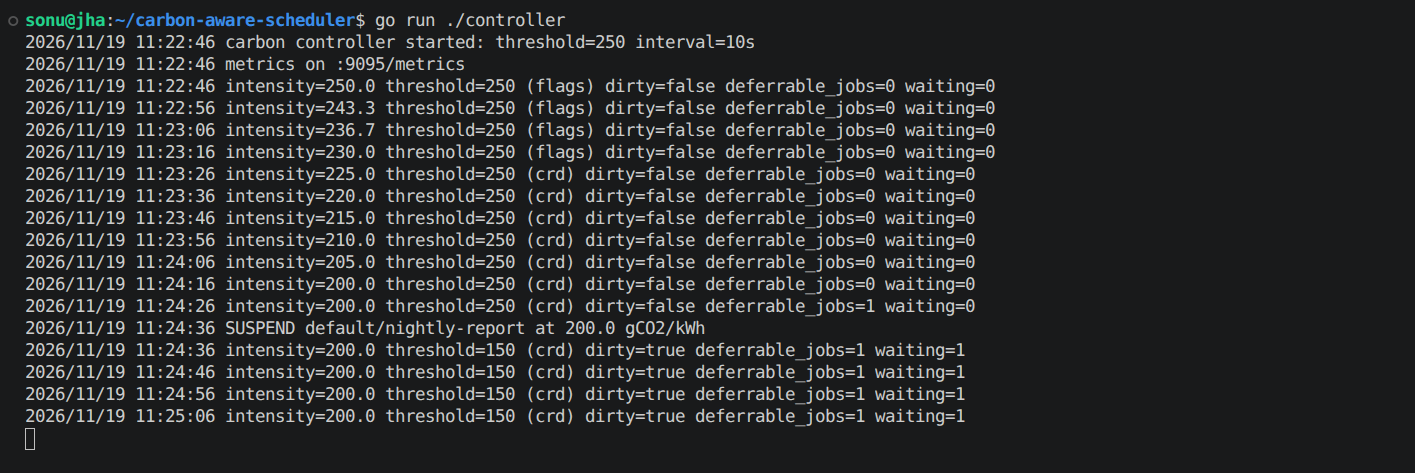 sonu@jha:~/carbon-aware-scheduler$ go run ./controller
2026/11/19 11:22:46 carbon controller started: threshold=250 interval=10s
2026/11/19 11:22:46 metrics on :9095/metrics
2026/11/19 11:22:46 intensity=250.0 threshold=250 (flags) dirty=false deferrable_jobs=0 waiting=0
2026/11/19 11:22:56 intensity=243.3 threshold=250 (flags) dirty=false deferrable_jobs=0 waiting=0
2026/11/19 11:23:06 intensity=236.7 threshold=250 (flags) dirty=false deferrable_jobs=0 waiting=0
2026/11/19 11:23:16 intensity=230.0 threshold=250 (flags) dirty=false deferrable_jobs=0 waiting=0
2026/11/19 11:23:26 intensity=225.0 threshold=250 (crd) dirty=false deferrable_jobs=0 waiting=0
2026/11/19 11:23:36 intensity=220.0 threshold=250 (crd) dirty=false deferrable_jobs=0 waiting=0
2026/11/19 11:23:46 intensity=215.0 threshold=250 (crd) dirty=false deferrable_jobs=0 waiting=0
2026/11/19 11:23:56 intensity=210.0 threshold=250 (crd) dirty=false deferrable_jobs=0 waiting=0
2026/11/19 11:24:06 intensity=205.0 threshold=250 (crd) dirty=false deferrable_jobs=0 waiting=0
2026/11/19 11:24:16 intensity=200.0 threshold=250 (crd) dirty=false deferrable_jobs=0 waiting=0
2026/11/19 11:24:26 intensity=200.0 threshold=250 (crd) dirty=false deferrable_jobs=1 waiting=0
2026/11/19 11:24:36 SUSPEND default/nightly-report at 200.0 gCO2/kWh
2026/11/19 11:24:36 intensity=200.0 threshold=150 (crd) dirty=true deferrable_jobs=1 waiting=1
2026/11/19 11:24:46 intensity=200.0 threshold=150 (crd) dirty=true deferrable_jobs=1 waiting=1
2026/11/19 11:24:56 intensity=200.0 threshold=150 (crd) dirty=true deferrable_jobs=1 waiting=1
2026/11/19 11:25:06 intensity=200.0 threshold=150 (crd) dirty=true deferrable_jobs=1 waiting=1